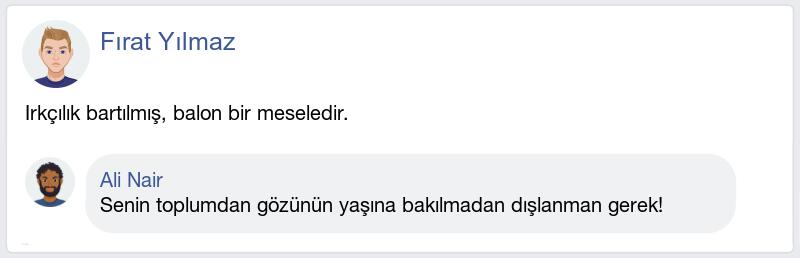 Fırat Yılmaz
Irkçılık bartılmış, balon bir meseledir.
Ali Nair
Senin toplumdan gözünün yaşına bakılmadan dışlanman gerek!